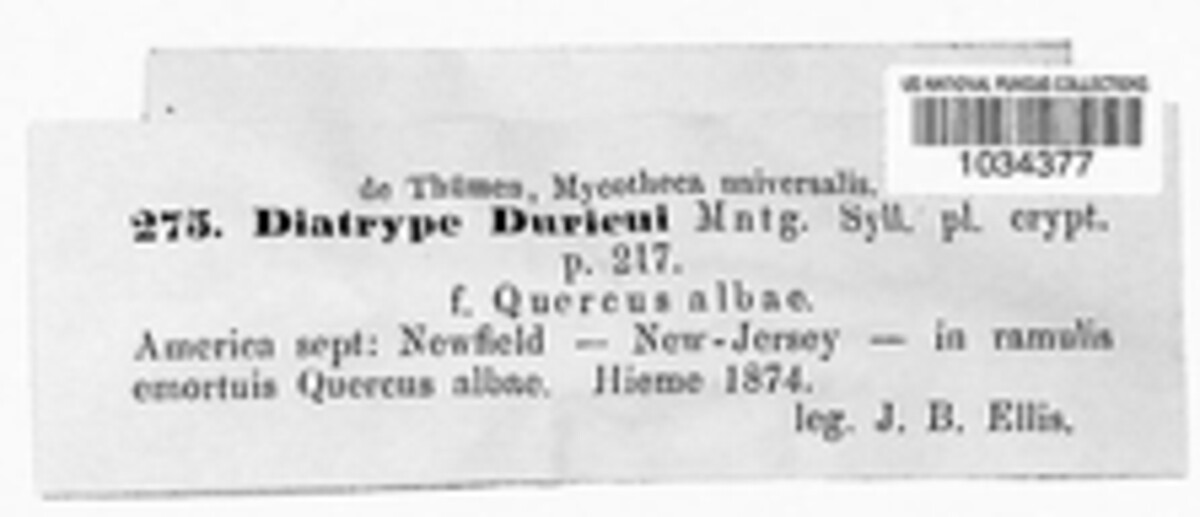 US NATIONAL FUNGUS COLLECTIONS
1034377
de Thümen, Mycotheca universalis.
275. Diatrype Duricui Mntg. Syll. pl. crypt.
p. 217.
f. Quercus albae.
America sept: Newfield — New-Jersey — in ramulis
emortuis Quercus albae. Hieme 1874.
leg. J. B. Ellis.